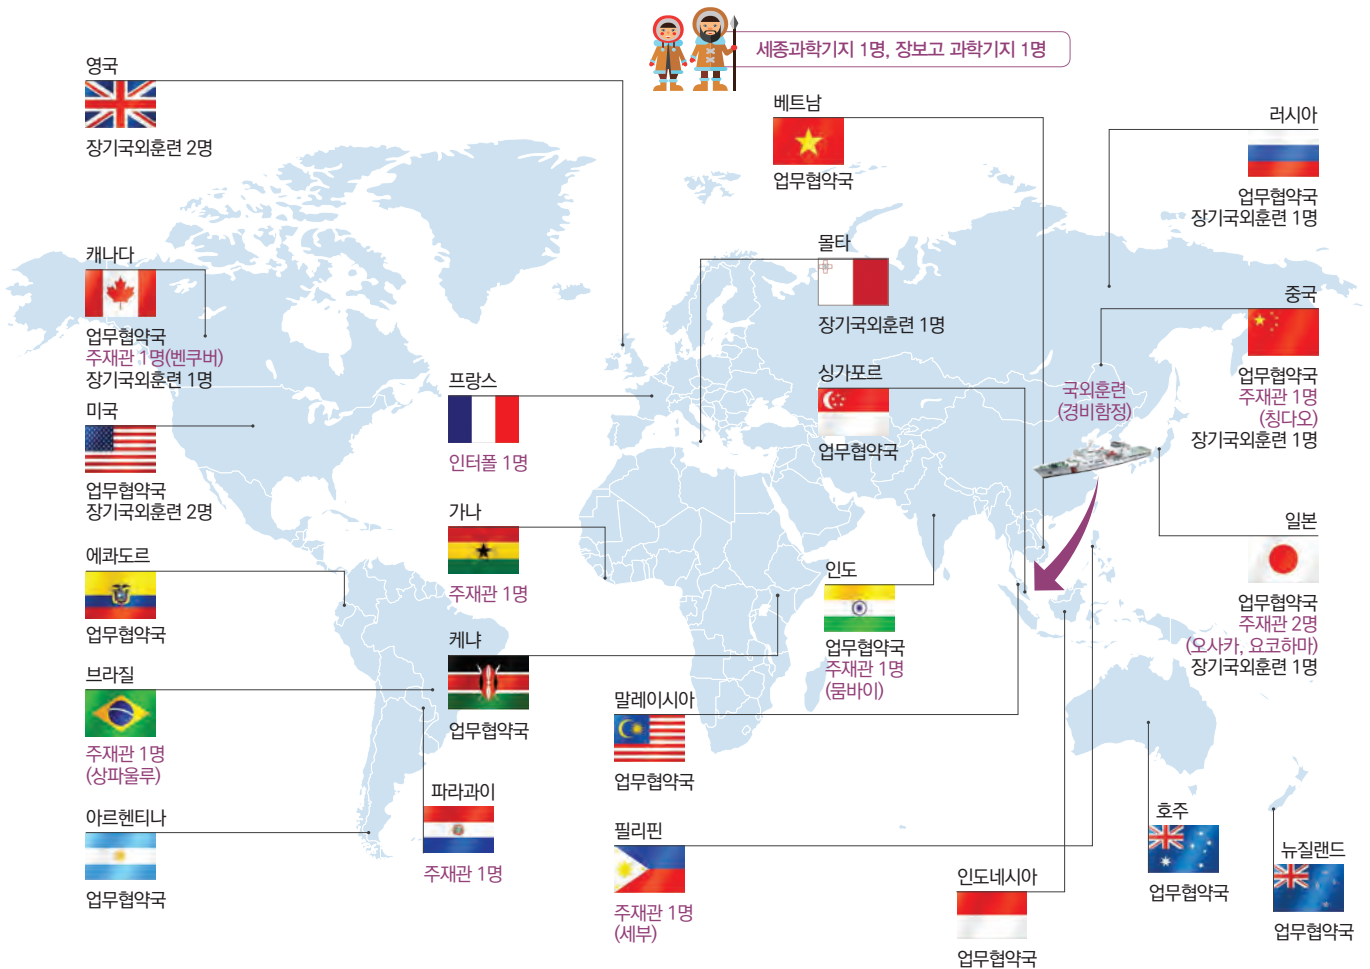 세종과학기지 1명, 장보고 과학기지 1명
영국
장기국외훈련 2명
캐나다
업무협약국
주재관 1명(벤쿠버)
장기국외훈련 1명
미국
업무협약국
장기국외훈련 2명
에콰도르
업무협약국
브라질
주재관 1명
(상파울루)
아르헨티나
업무협약국
프랑스
인터폴 1명
가나
주재관 1명
케냐
업무협약국
파라과이
주재관 1명
베트남
업무협약국
몰타
장기국외훈련 1명
싱가포르
업무협약국
인도
업무협약국
주재관 1명
(뭄바이)
말레이시아
업무협약국
필리핀
주재관 1명
(세부)
인도네시아
업무협약국
국외훈련
(경비함정)
러시아
업무협약국
장기국외훈련 1명
중국
업무협약국
주재관 1명
(칭다오)
장기국외훈련 1명
일본
업무협약국
주재관 2명
(오사카, 요코하마)
장기국외훈련 1명
호주
업무협약국
뉴질랜드
업무협약국